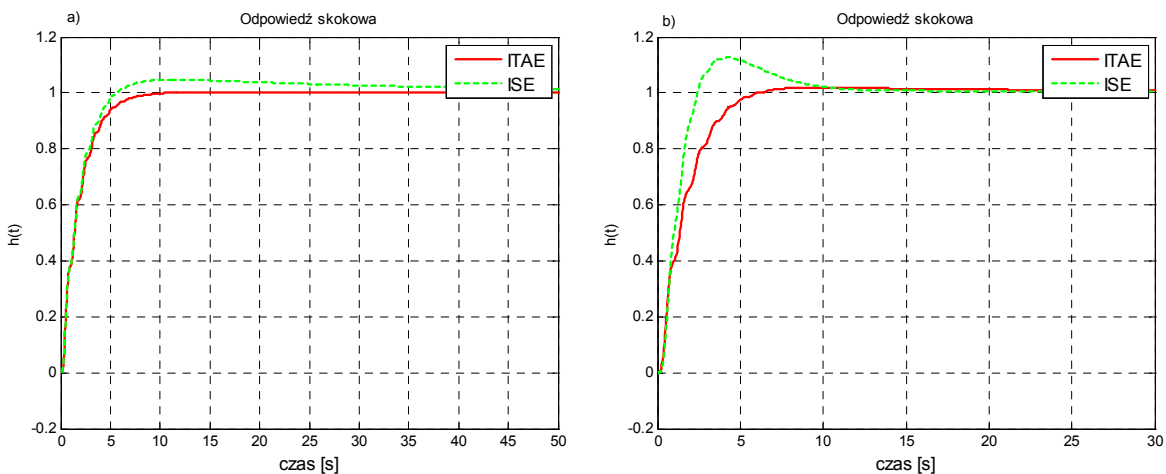 a)
Odpowiedź skokowa
1.2
1
0.8
0.6
0.4
0.2
0
-0.2
h(t)
ITAE
ISE
0 5 10 15 20 25 30 35 40 45 50
czas [s]
b)
Odpowiedź skokowa
1.2
1
0.8
0.6
0.4
0.2
0
-0.2
h(t)
ITAE
ISE
0 5 10 15 20 25 30
czas [s]